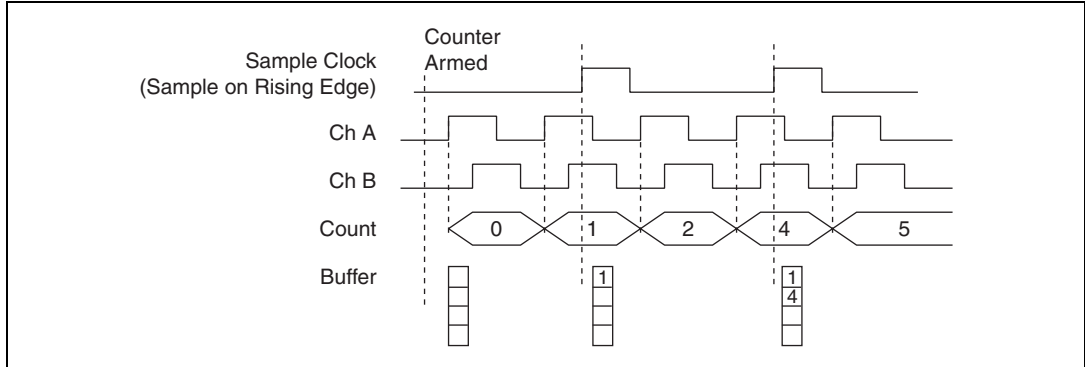 Counter
Armed
Sample Clock
(Sample on Rising Edge)
Ch A
Ch B
Count
0 1 2 4 5
Buffer
1 1
4